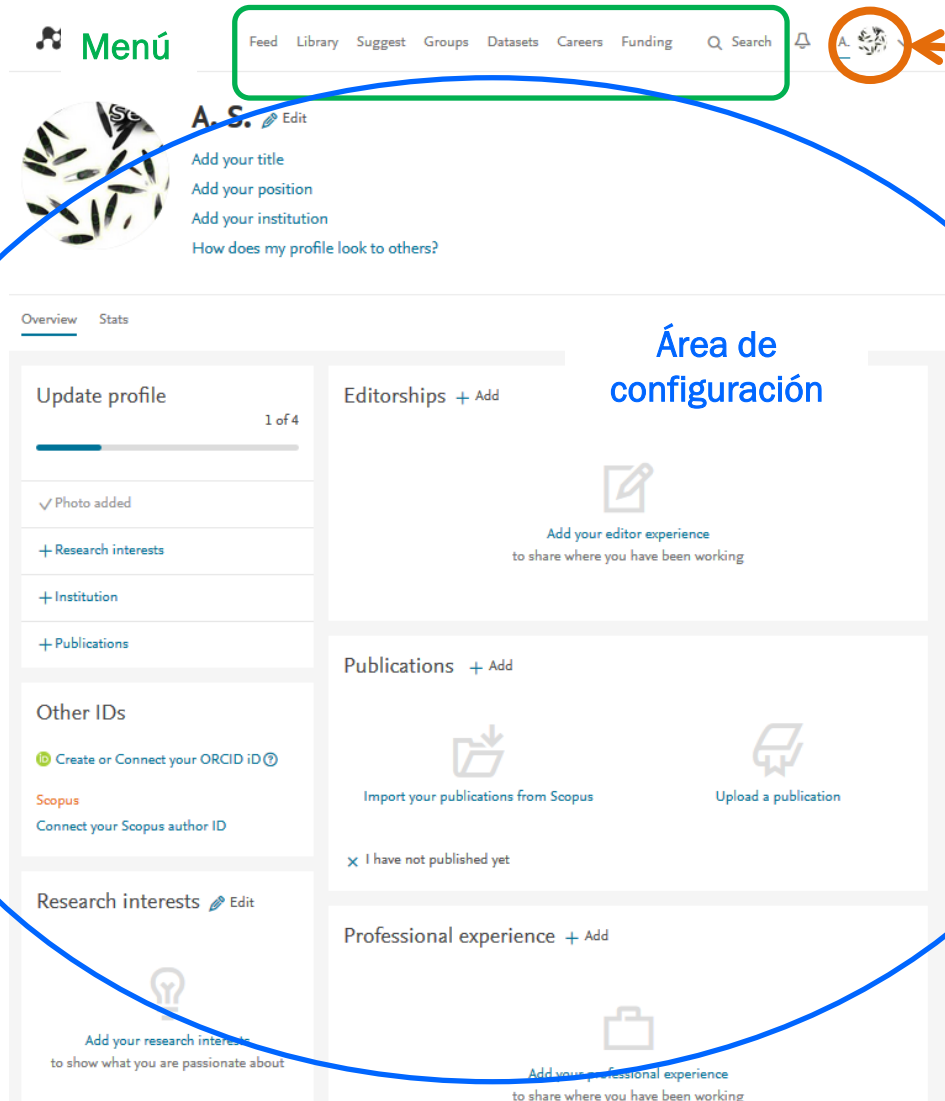 Menú
Feed Library Suggest Groups Datasets Careers Funding Search A.
A. S. Edit
Add your title
Add your position
Add your institution
How does my profile look to others?
Overview Stats
Área de
configuración
Update profile
1 of 4
Photo added
Research interests
Institution
Publications
Other IDs
iD Create or Connect your ORCID iD ?
Scopus
Connect your Scopus author ID
Research interests Edit
Add your research interests
to show what you are passionate about
Editorships + Add
Add your editor experience
to share where you have been working
Publications + Add
Import your publications from Scopus
Upload a publication
I have not published yet
Professional experience + Add
Add your professional experience
to share where you have been working